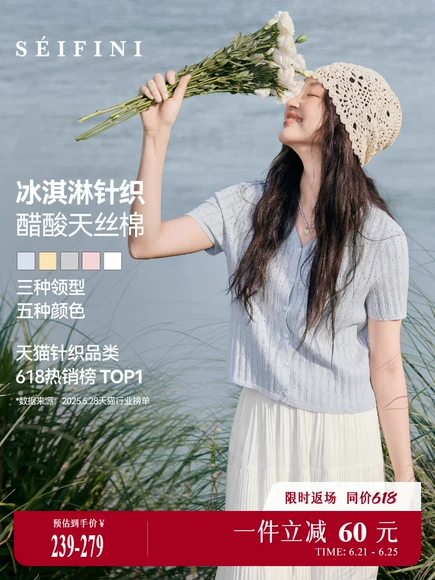 SÉIFINI
冰淇淋针织
醋酸天丝棉
三种领型
五种颜色
天猫针织品类
618热销榜 TOP1
*数据来源：2025.5.28天猫行业榜单
限时返场 同价618
预估到手价¥
239-279
一件立减 60 元
TIME: 6.21 - 6.25